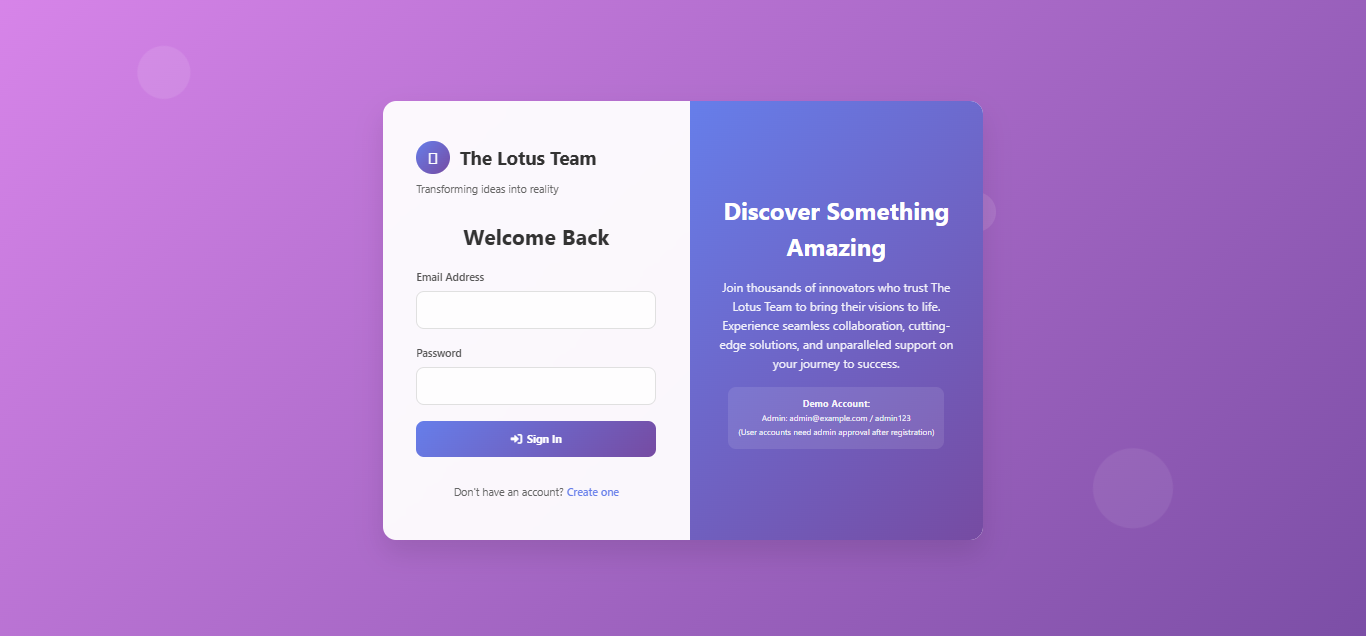 The Lotus Team
Transforming ideas into reality
Welcome Back
Email Address
Password
Sign In
Don't have an account? Create one
Discover Something
Amazing
Join thousands of innovators who trust The
Lotus Team to bring their visions to life.
Experience seamless collaboration, cutting-
edge solutions, and unparalleled support on
your journey to success.
Demo Account:
Admin: admin@example.com / admin123
(User accounts need admin approval after registration)